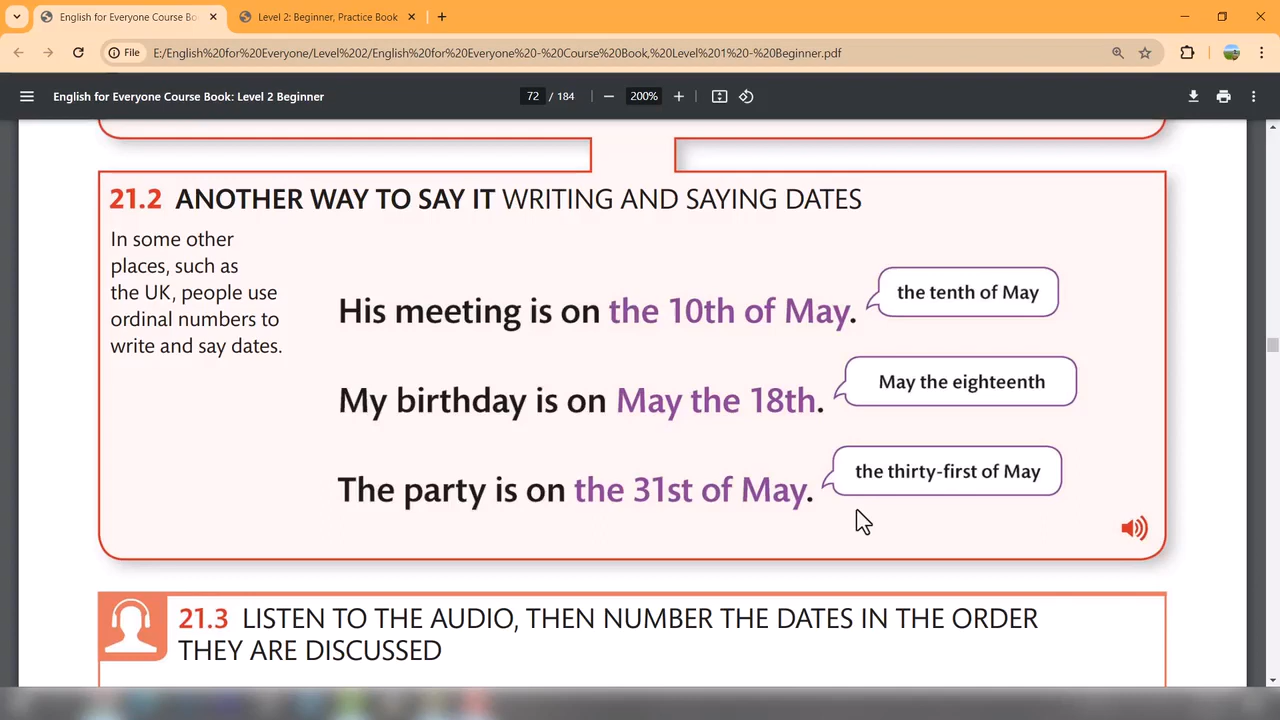 English for Everyone Course Bo
Level 2: Beginner, Practice Book
File
E:/English%20for%20Everyone/Level%202/English%20for%20Everyone%20-%20Course%20Book,%20Level%201%20-%20Beginner.pdf
English for Everyone Course Book: Level 2 Beginner
72 / 184
200%
21.2 ANOTHER WAY TO SAY IT WRITING AND SAYING DATES
In some other
places, such as
the UK, people use
ordinal numbers to
write and say dates.
His meeting is on the 10th of May.
the tenth of May
My birthday is on May the 18th.
May the eighteenth
The party is on the 31st of May.
the thirty-first of May
21.3 LISTEN TO THE AUDIO, THEN NUMBER THE DATES IN THE ORDER
THEY ARE DISCUSSED